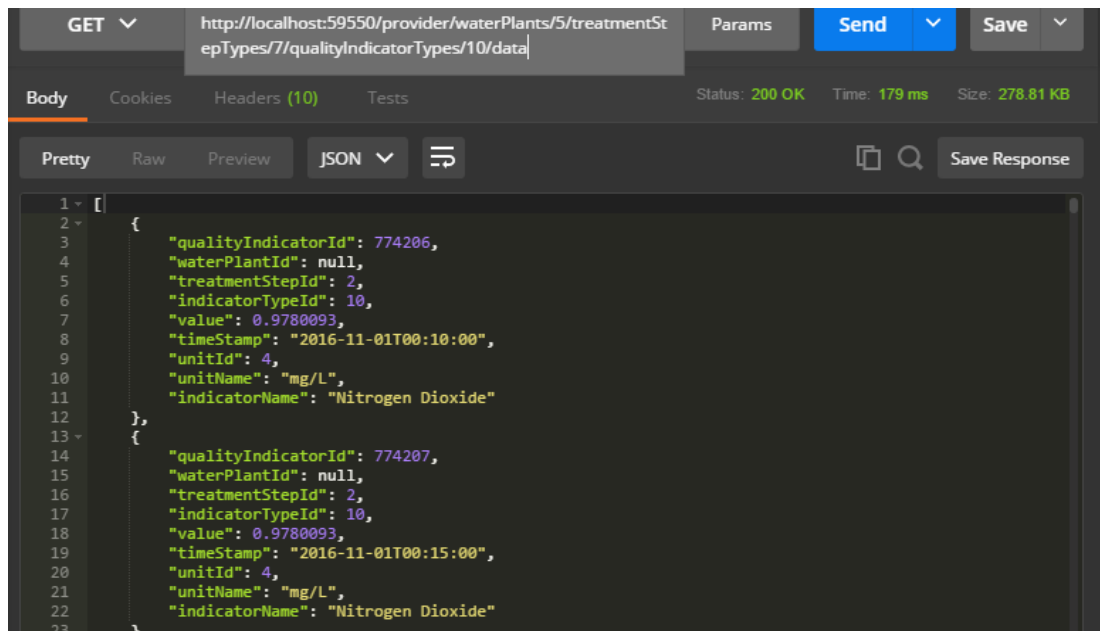 GET http://localhost:59550/provider/waterPlants/5/treatmentSt Params Send Save
epTypes/7/qualityIndicatorTypes/10/data
Body Cookies Headers (10) Tests Status: 200 OK Time: 179 ms Size: 278.81 KB
Pretty Raw Preview JSON Save Response
1 [
2 {
3 "qualityIndicatorId": 774206,
4 "waterPlantId": null,
5 "treatmentStepId": 2,
6 "indicatorTypeId": 10,
7 "value": 0.9780093,
8 "timeStamp": "2016-11-01T00:10:00",
9 "unitId": 4,
10 "unitName": "mg/L",
11 "indicatorName": "Nitrogen Dioxide"
12 },
13 {
14 "qualityIndicatorId": 774207,
15 "waterPlantId": null,
16 "treatmentStepId": 2,
17 "indicatorTypeId": 10,
18 "value": 0.9780093,
19 "timeStamp": "2016-11-01T00:15:00",
20 "unitId": 4,
21 "unitName": "mg/L",
22 "indicatorName": "Nitrogen Dioxide"